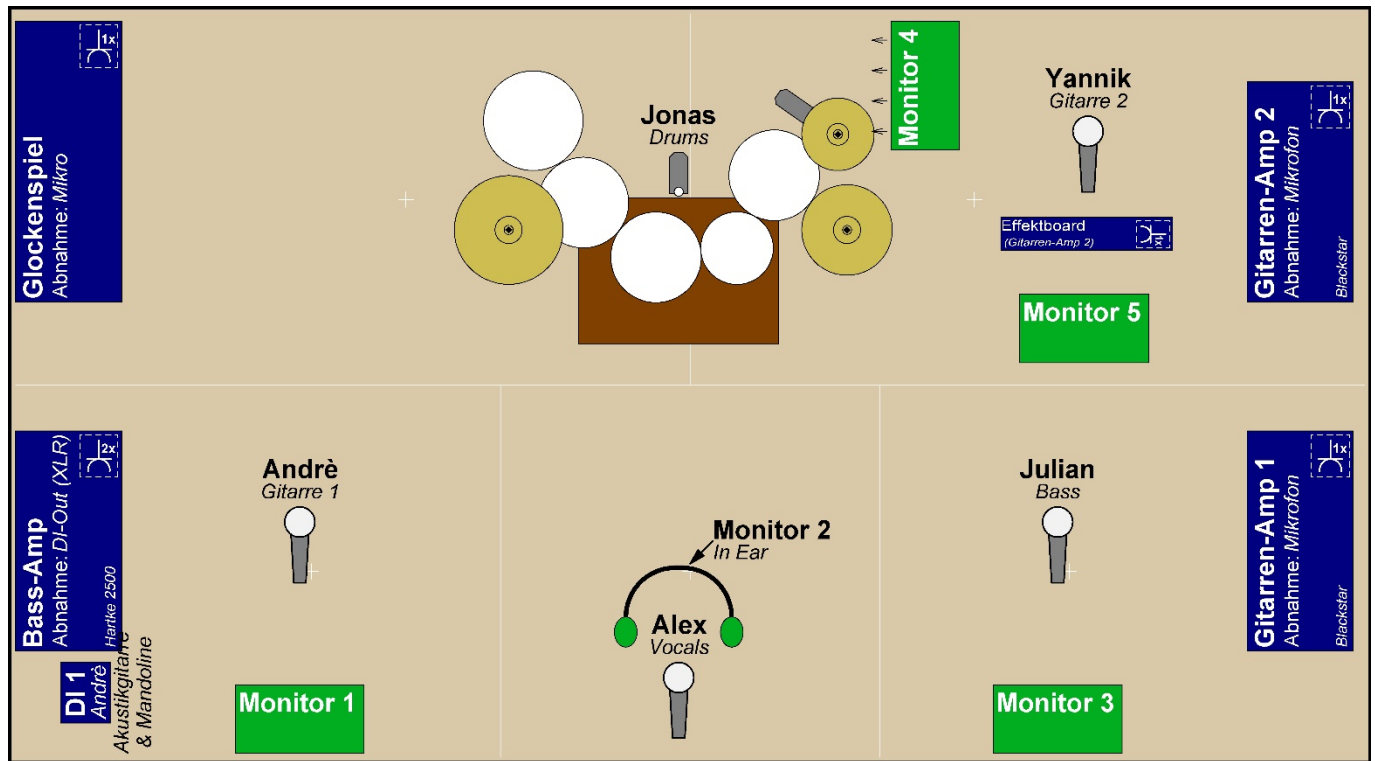 Glockenspiel
Abnahme: Mikro
1x
Jonas
Drums
Monitor 4
Yannik
Gitarre 2
Effektboard
(Gitarren-Amp 2)
1x
Monitor 5
Gitarren-Amp 2
Abnahme: Mikrofon
Blackstar
1x
Bass-Amp
Abnahme: DI-Out (XLR)
Hartke 2500
2x
DI 1
Andrè
Akustikgitarre
& Mandoline
Andrè
Gitarre 1
Monitor 1
Monitor 2
In Ear
Alex
Vocals
Julian
Bass
Monitor 3
Gitarren-Amp 1
Abnahme: Mikrofon
Blackstar
1x